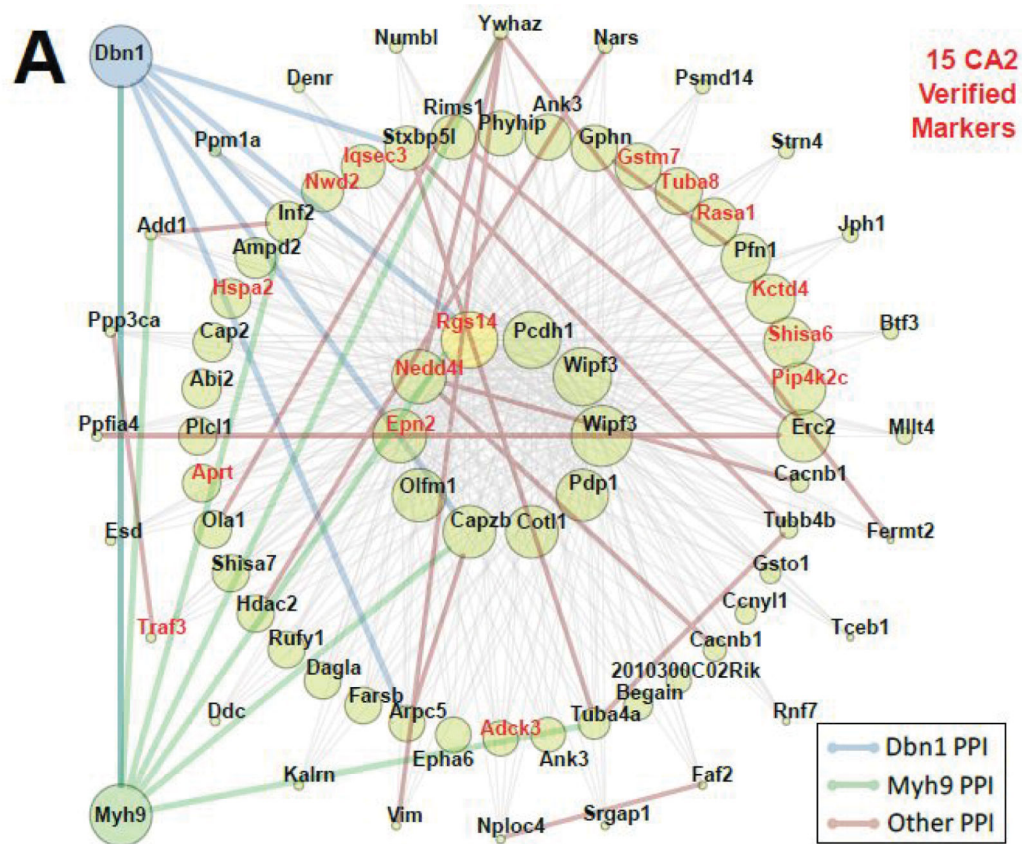 A
Dbn1
Numbl
Ywhaz
Nars
15 CA2
Verified
Markers
Denr
Psmd14
Rims1
Ank3
Stxbp5l
Phyhip
Gphn
Ppm1a
Iqsec3
Gstm7
Strn4
Nwd2
Tuba8
Add1
Inf2
Rasa1
Jph1
Ampd2
Pfn1
Hspa2
Kctd4
Ppp3ca
Cap2
Rgs14
Pcdh1
Shisa6
Btf3
Abi2
Nedd4l
Wipf3
Pip4k2c
Ppfia4
Plcl1
Epn2
Wipf3
Erc2
Mllt4
Aprt
Olfm1
Pdp1
Cacnb1
Esd
Ola1
Capzb
Cotl1
Tubb4b
Fermt2
Shisa7
Gsto1
Traf3
Hdac2
Ccnyl1
Tceb1
Rufy1
Cacnb1
Dagla
2010300C02Rik
Ddc
Farsb
Begain
Rnf7
Arpc5
Adck3
Tuba4a
Epha6
Ank3
Kalrn
Faf2
Myh9
Vim
Nploc4
Srgap1
Dbn1 PPI
Myh9 PPI
Other PPI